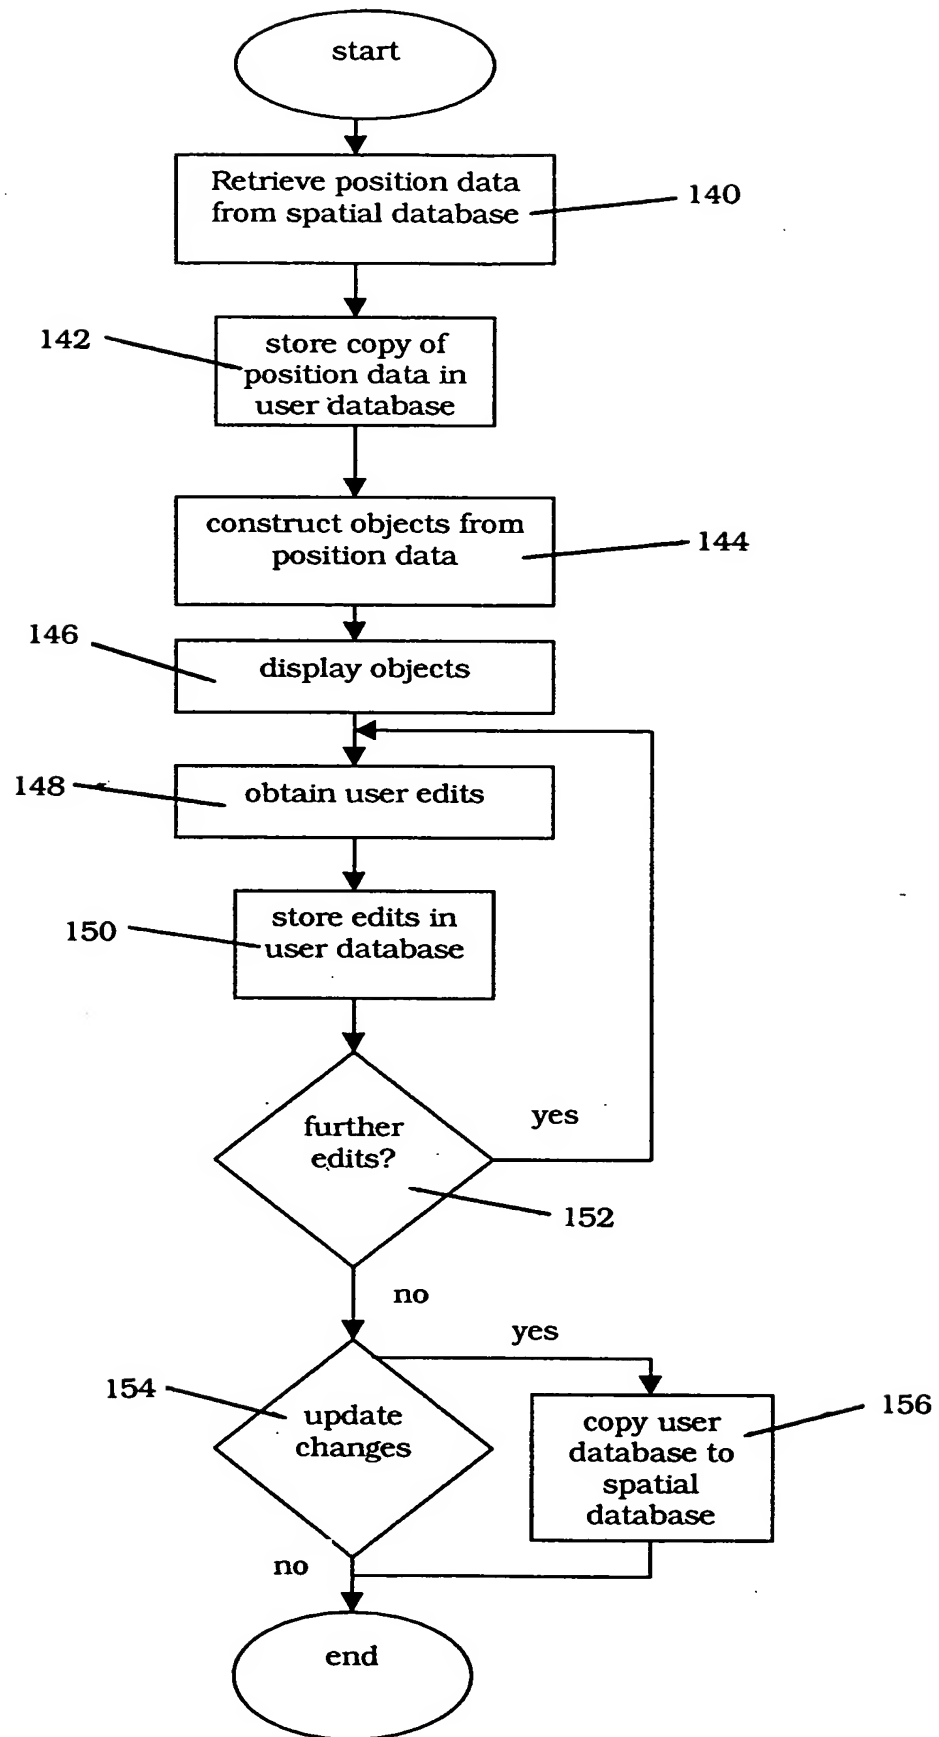 start
Retrieve position data
from spatial database
140
142
store copy of
position data in
user database
construct objects from
position data
144
146
display objects
148
obtain user edits
150
store edits in
user database
further
edits?
yes
152
no
yes
154
update
changes
156
copy user
database to
spatial
database
no
end